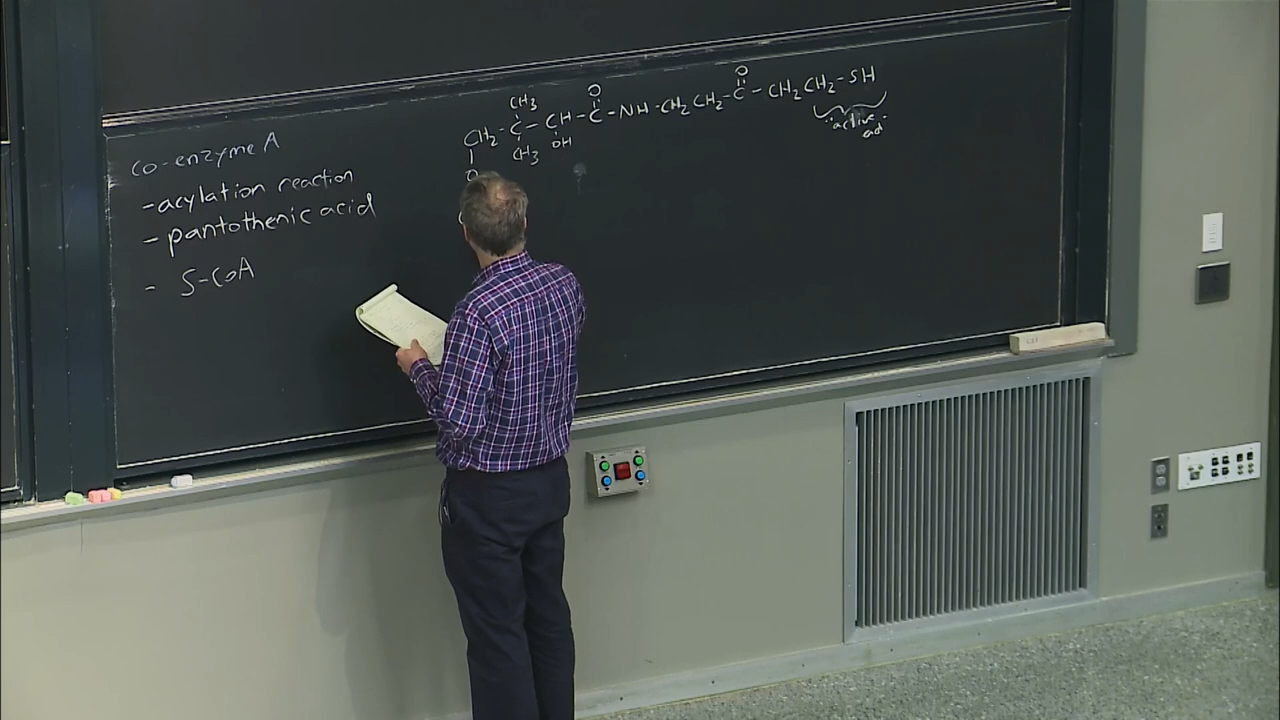 co-enzyme A
- acylation reaction
- pantothenic acid
- S-CoA
O O
CH3
CH2 - C - CH - C - NH - CH2 CH2 - C - CH2 CH2 - SH
CH3 OH
O
active